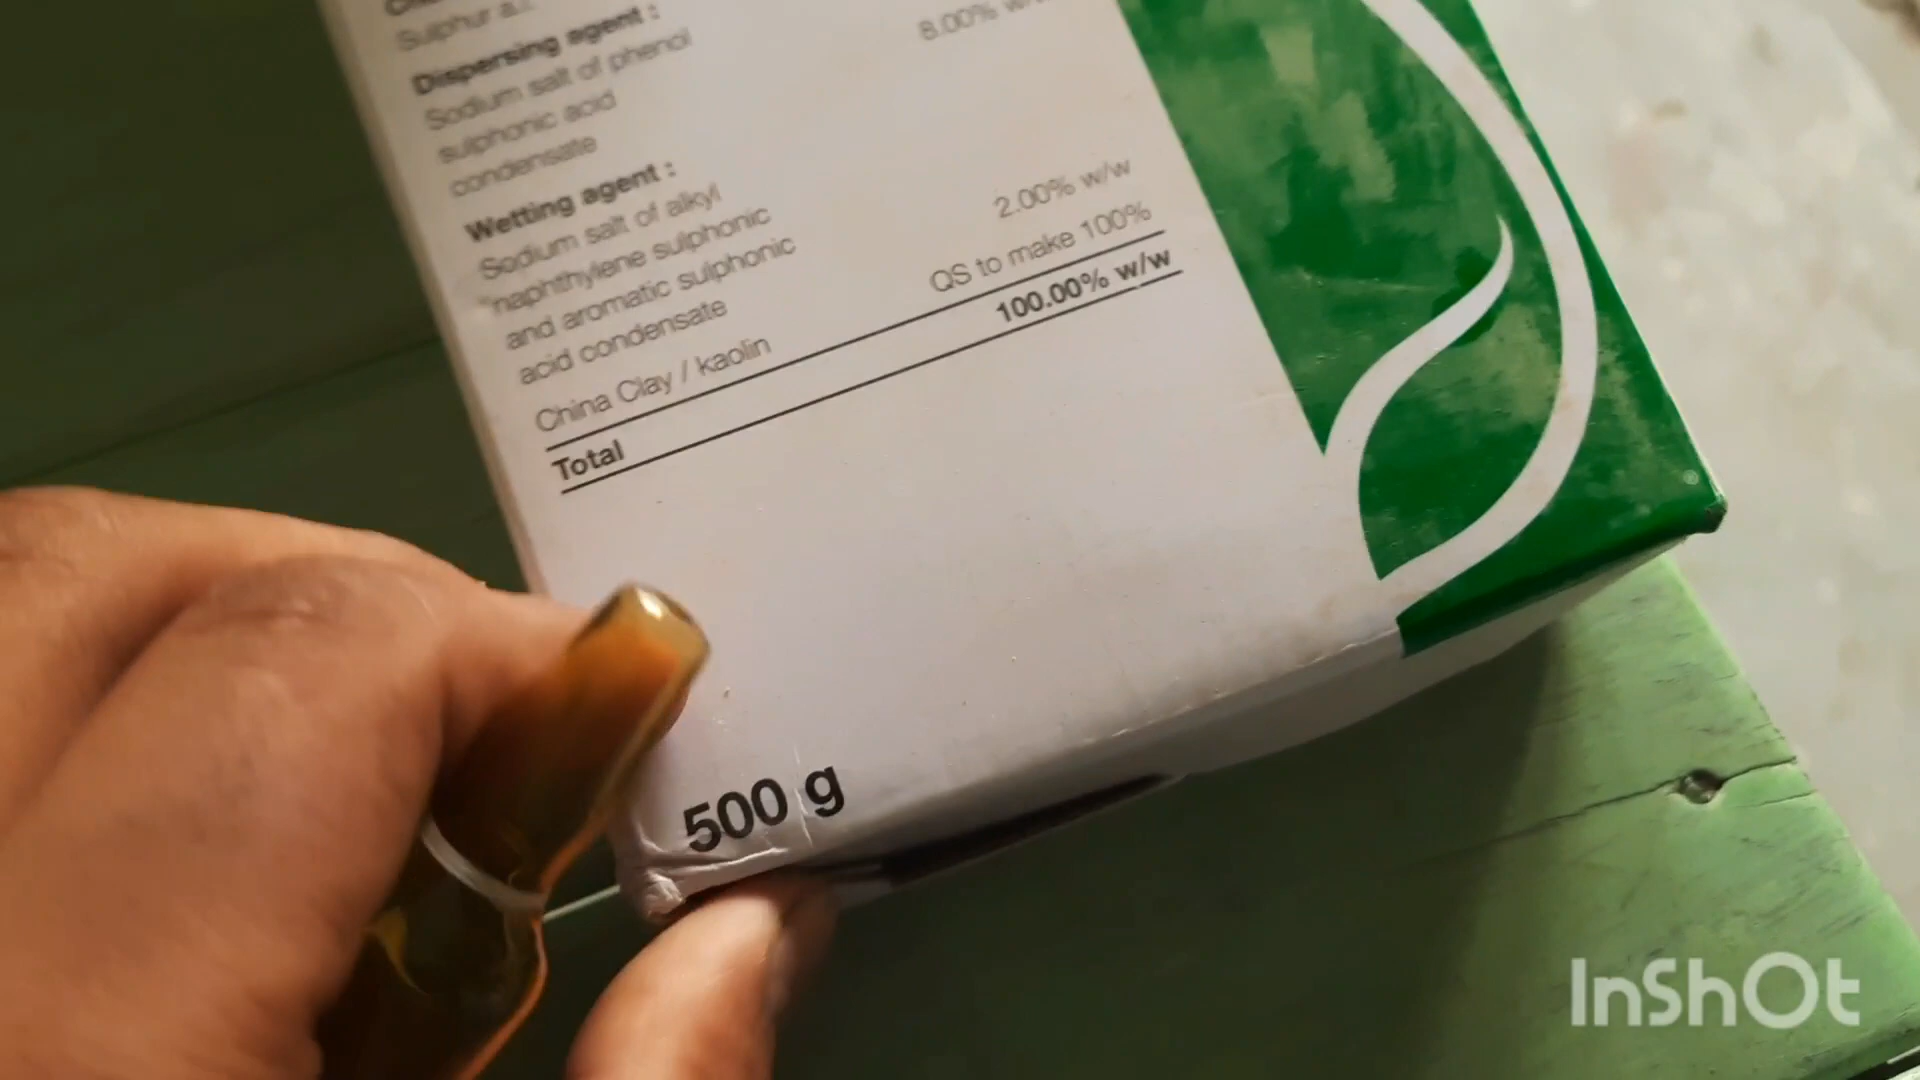 Sulphur a.i.
Dispersing agent :
Sodium salt of phenol 8.00% w/w
sulphonic acid
condensate
Wetting agent :
Sodium salt of alkyl 2.00% w/w
naphthylene sulphonic
and aromatic sulphonic
acid condensate
China Clay / kaolin QS to make 100%
Total 100.00% w/w
500 g
InShOt